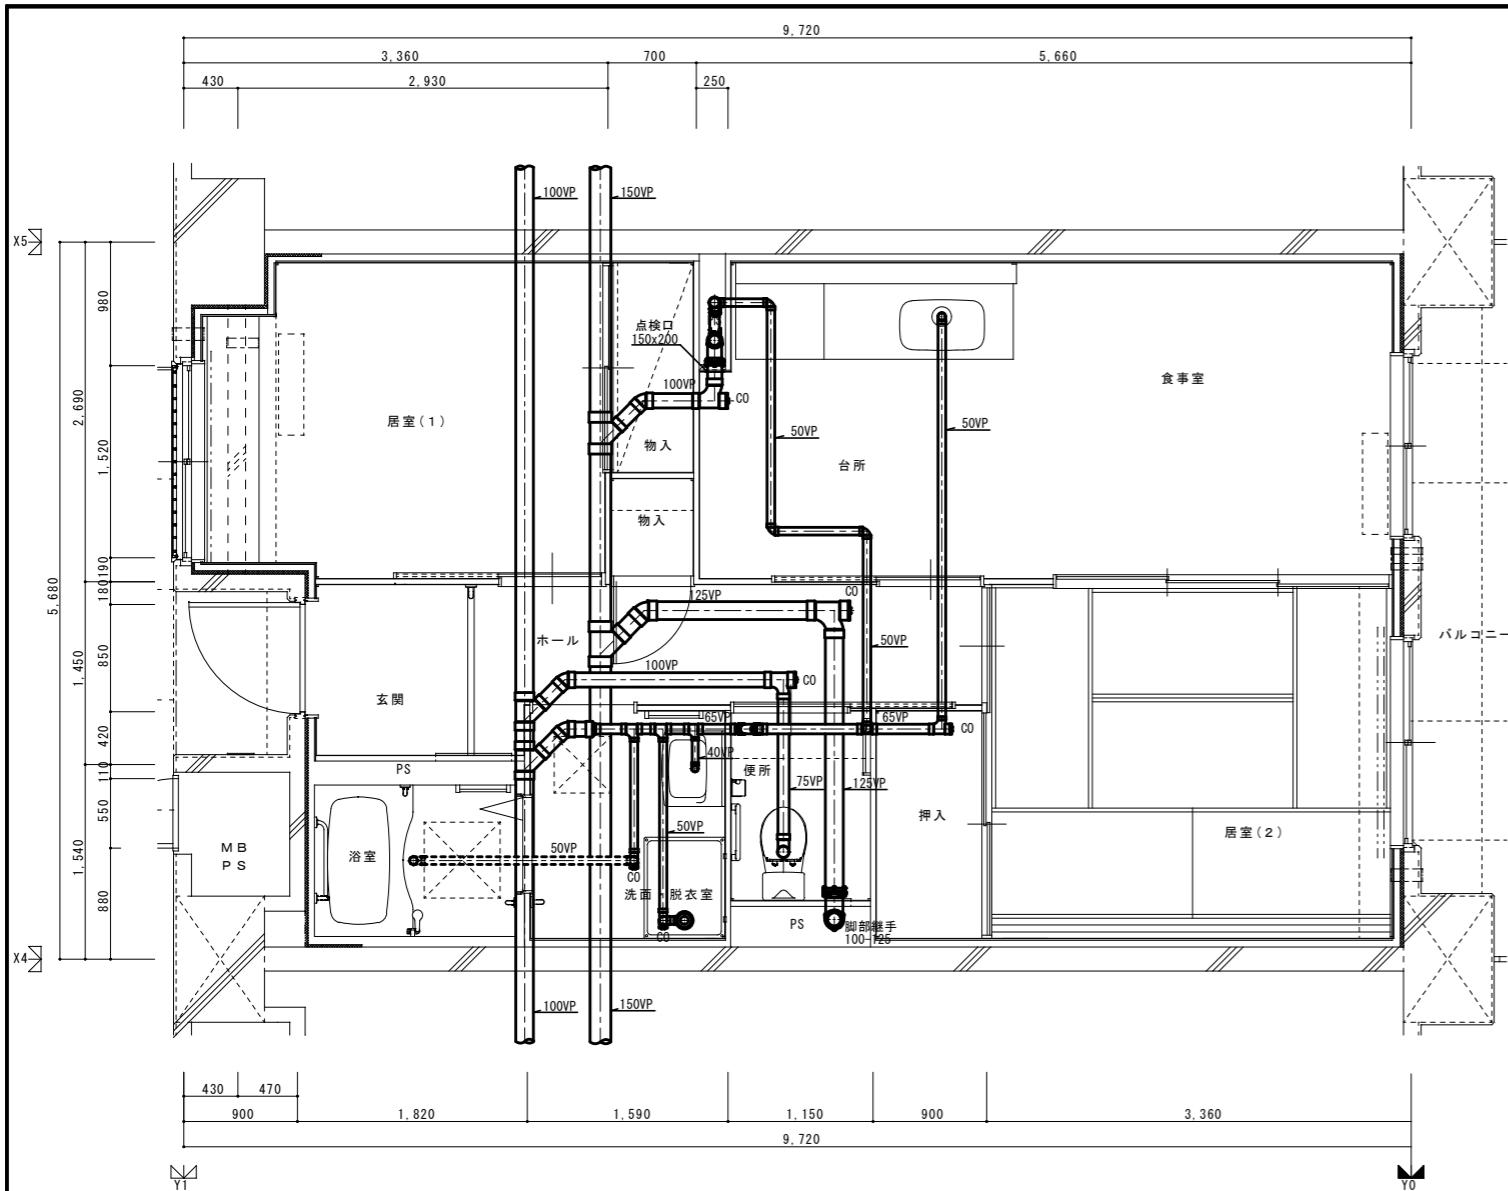 9,720
3,360
700
5,660
430
2,930
250
100VP
150VP
X5
980
点検口
150x200
100VP
CO
食事室
2,690
居室(1)
1,520
物入
50VP
50VP
台所
物入
190
180
5,680
125VP
CO
ホール
50VP
バルコニー
850
1,450
100VP
CO
玄関
420
65VP
65VP
CO
40VP
110
PS
便所
75VP
125VP
550
押入
居室(2)
MB
PS
浴室
50VP
50VP
1,540
CO
880
洗面 脱衣室
PS
脚部継手
100-125
CO
X4
100VP
150VP
430
470
900
1,820
1,590
1,150
900
3,360
9,720
Y1
Y0